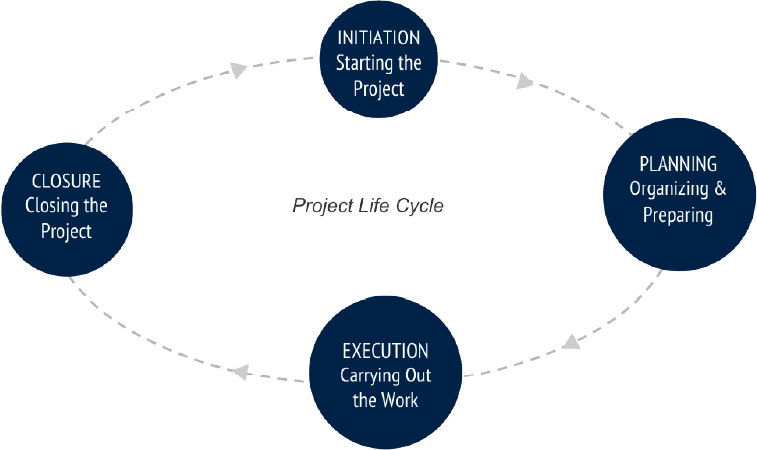 INITIATION
Starting the
Project
PLANNING
Organizing &
Preparing
CLOSURE
Closing the
Project
Project Life Cycle
EXECUTION
Carrying Out
the Work